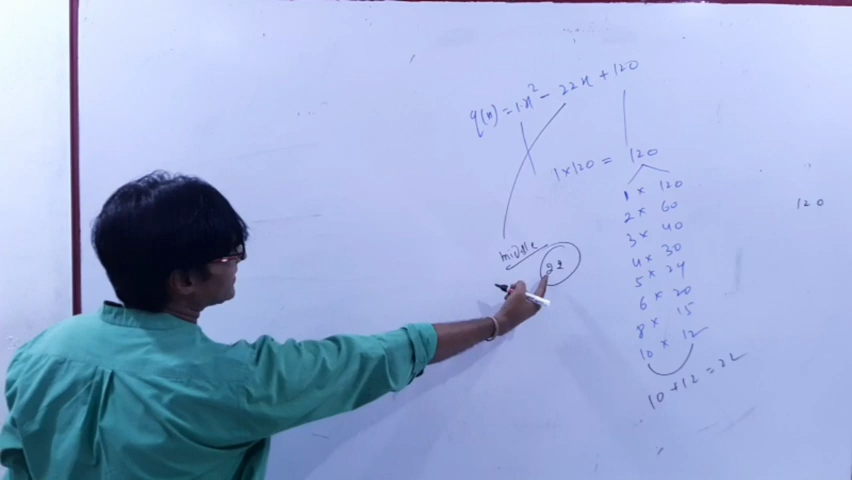 q(x) = 1x² - 22x + 120
1 x 120 = 120
1 x 120
2 x 60
3 x 40
4 x 30
5 x 24
6 x 20
8 x 15
10 x 12
10 + 12 = 22
middle
22
120